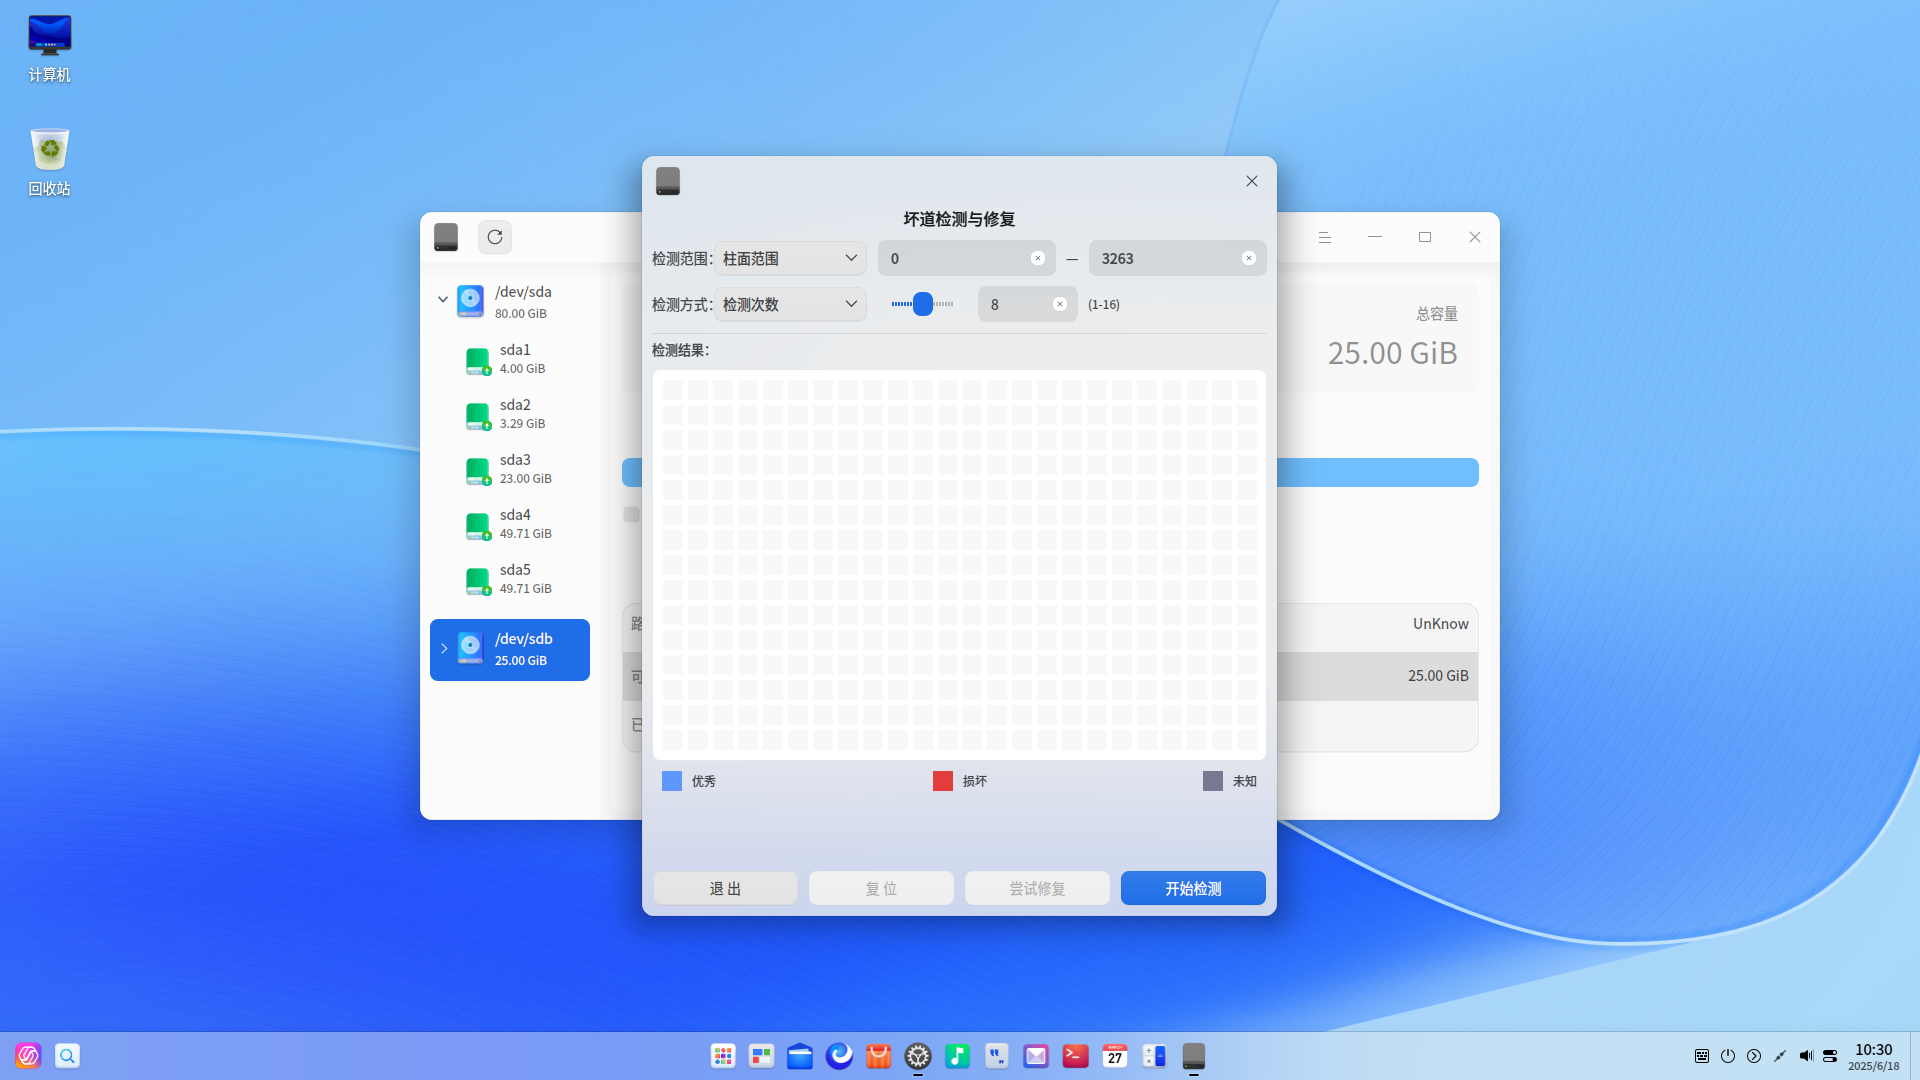 计算机
回收站
/dev/sda
80.00 GiB
sda1
4.00 GiB
sda2
3.29 GiB
sda3
23.00 GiB
sda4
49.71 GiB
sda5
49.71 GiB
/dev/sdb
25.00 GiB
坏道检测与修复
检测范围: 柱面范围 0 — 3263
检测方式: 检测次数 8 (1-16)
检测结果:
优秀 损坏 未知
退出 复位 尝试修复 开始检测
总容量
25.00 GiB
路
UnKnow
可
25.00 GiB
已
MARCH
27
10:30
2025/6/18